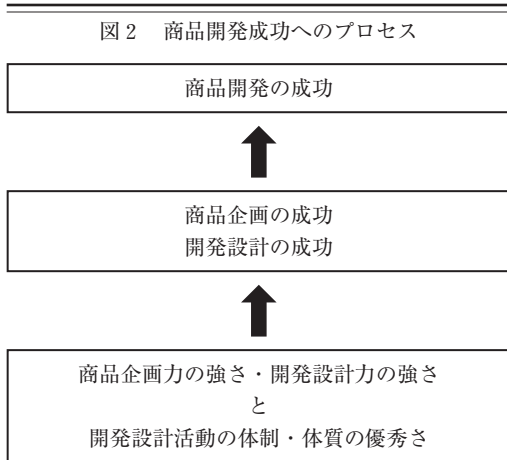 図2　商品開発成功へのプロセス
商品開発の成功
商品企画の成功
開発設計の成功
商品企画力の強さ・開発設計力の強さ
と
開発設計活動の体制・体質の優秀さ